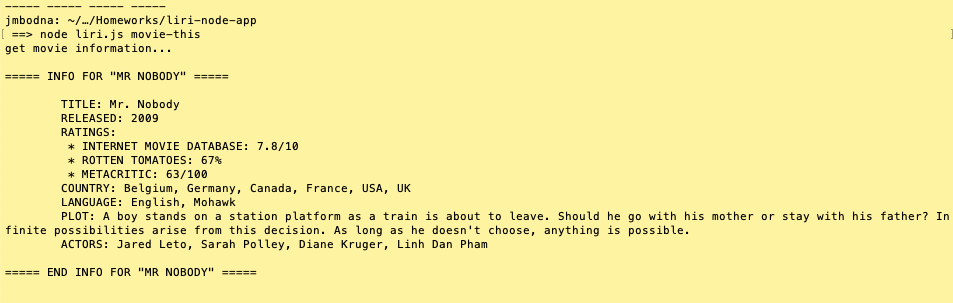 ----- ----- ----- -----
jmbodna: ~/…/Homeworks/liri-node-app
[ ==> node liri.js movie-this ]
get movie information...
===== INFO FOR "MR NOBODY" =====
TITLE: Mr. Nobody
RELEASED: 2009
RATINGS:
* INTERNET MOVIE DATABASE: 7.8/10
* ROTTEN TOMATOES: 67%
* METACRITIC: 63/100
COUNTRY: Belgium, Germany, Canada, France, USA, UK
LANGUAGE: English, Mohawk
PLOT: A boy stands on a station platform as a train is about to leave. Should he go with his mother or stay with his father? In
finite possibilities arise from this decision. As long as he doesn't choose, anything is possible.
ACTORS: Jared Leto, Sarah Polley, Diane Kruger, Linh Dan Pham
===== END INFO FOR "MR NOBODY" =====